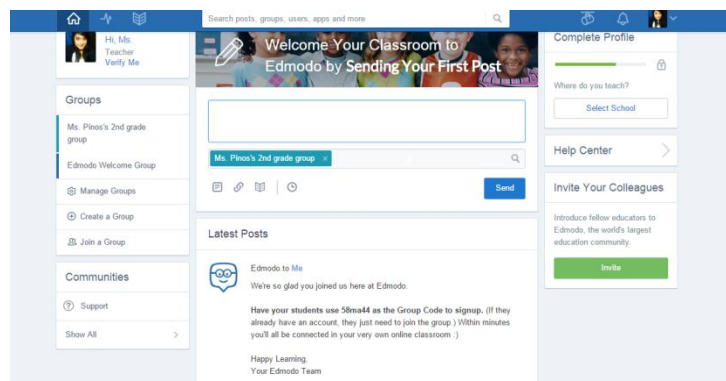 Search posts, groups, users, apps and more
Hi, Ms.
Teacher
Verify Me
Groups
Ms. Pinos's 2nd grade
group
Edmodo Welcome Group
Manage Groups
Create a Group
Join a Group
Communities
Support
Show All
Welcome Your Classroom to
Edmodo by Sending Your First Post
Ms. Pinos's 2nd grade group ×
Send
Latest Posts
Edmodo to Me
We're so glad you joined us here at Edmodo.
Have your students use 58ma44 as the Group Code to signup. (If they
already have an account, they just need to join the group.) Within minutes
you'll all be connected in your very own online classroom :)
Happy Learning,
Your Edmodo Team
Complete Profile
Where do you teach?
Select School
Help Center
Invite Your Colleagues
Introduce fellow educators to
Edmodo, the world's largest
education community.
Invite